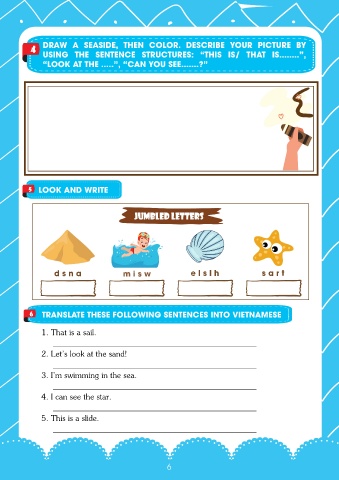 4
DRAW A SEASIDE, THEN COLOR. DESCRIBE YOUR PICTURE BY
USING THE SENTENCE STRUCTURES: “THIS IS/ THAT IS.........”,
“LOOK AT THE .....”, “CAN YOU SEE.......?”
5 LOOK AND WRITE
JUMBLED LETTERS
d s n a m i s w e l s l h s a r t
6 TRANSLATE THESE FOLLOWING SENTENCES INTO VIETNAMESE
1. That is a sail.
2. Let's look at the sand!
3. I'm swimming in the sea.
4. I can see the star.
5. This is a slide.
6